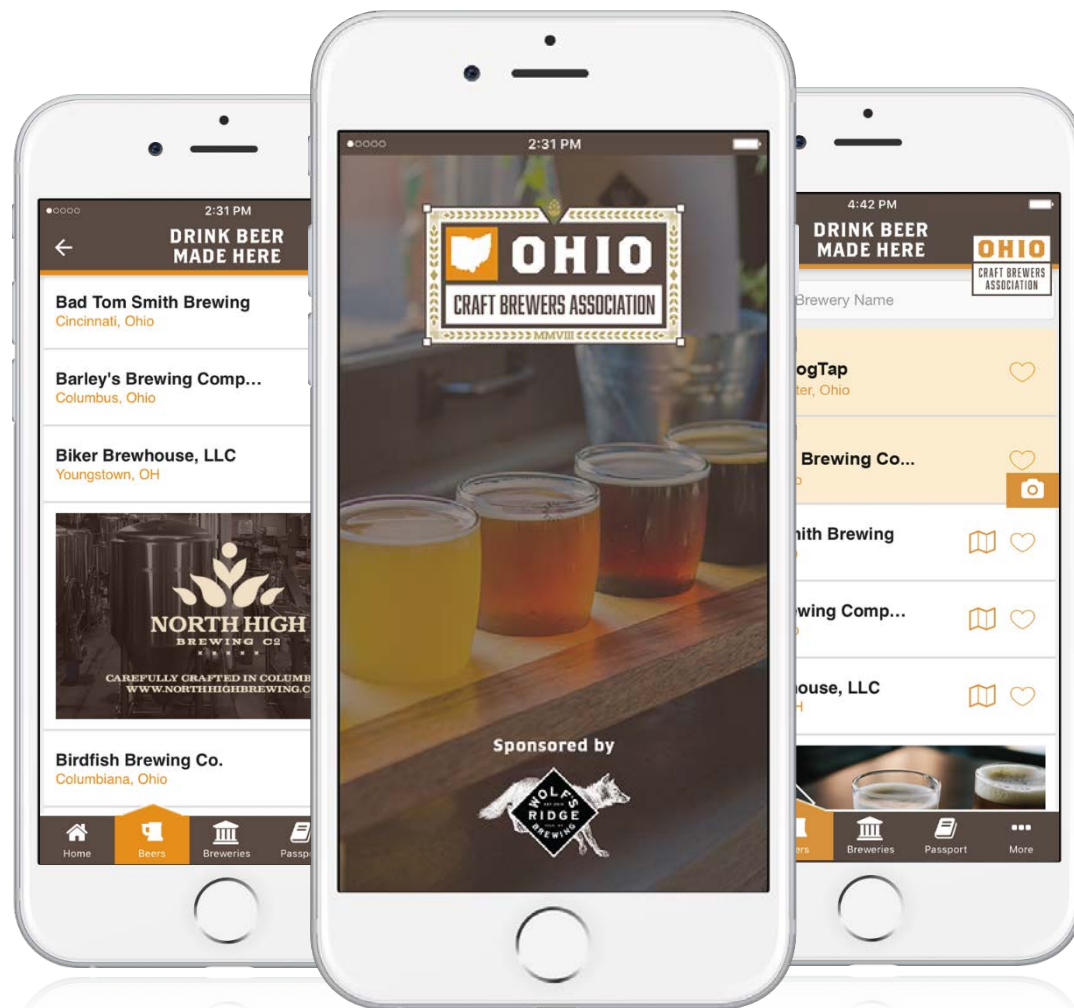 2:31 PM
DRINK BEER
MADE HERE
Bad Tom Smith Brewing
Cincinnati, Ohio
Barley's Brewing Comp...
Columbus, Ohio
Biker Brewhouse, LLC
Youngstown, OH
NORTH HIGH
BREWING CO
CAREFULLY CRAFTED IN COLUMB
WWW.NORTHHIGHBREWING.C
Birdfish Brewing Co.
Columbiana, Ohio
Home
Beers
Breweries
Passp
2:31 PM
OHIO
CRAFT BREWERS ASSOCIATION
MMVIII
Sponsored by
WOLF'S
RIDGE
BREWING
4:42 PM
DRINK BEER
MADE HERE
OHIO
CRAFT BREWERS
ASSOCIATION
Brewery Name
ogTap
ter, Ohio
Brewing Co...
o
ith Brewing
wing Comp...
ouse, LLC
H
ers
Breweries
Passport
More